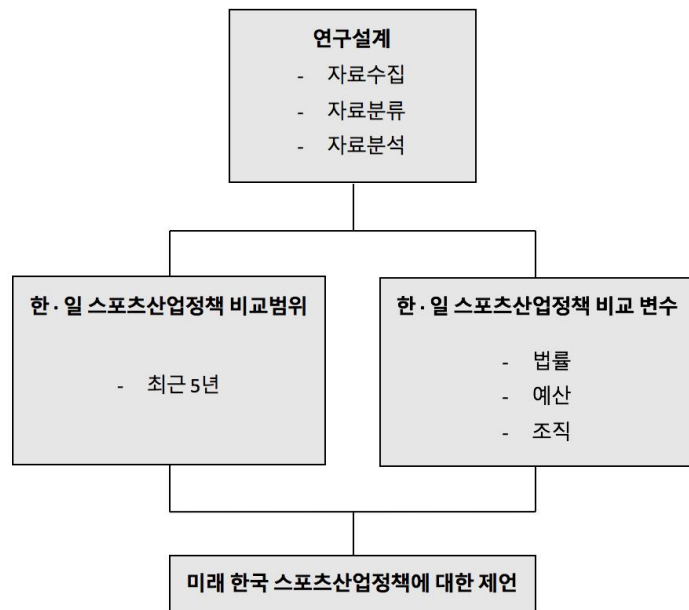 연구설계
- 자료수집
- 자료분류
- 자료분석
한·일 스포츠산업정책 비교범위
- 최근 5년
한·일 스포츠산업정책 비교 변수
- 법률
- 예산
- 조직
미래 한국 스포츠산업정책에 대한 제언